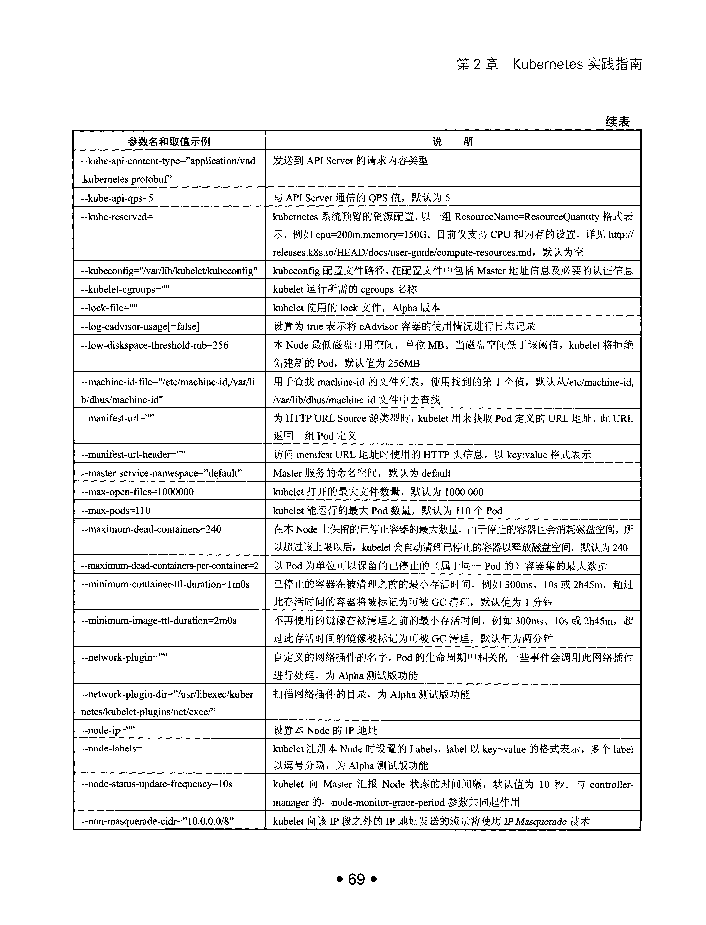 第 2 章　Kubernetes 实践指南
续表
参数名和取值示例　说　明
--kube-api-content-type="application/vnd　发送到 API Server 的请求内容类型
.kubernetes.protobuf"
--kube-api-qps=5　与 API Server 通信的 QPS 值，默认为 5
--kube-reserved=　kubernetes 系统预留的资源配置，以一组 ResourceName=ResourceQuantity 格式表
示，例如 cpu=200m,memory=150G。目前仅支持 CPU 和内存的设置，详见 http://
releases.k8s.io/HEAD/docs/user-guide/compute-resources.md，默认为空
--kubeconfig="/var/lib/kubelet/kubeconfig"　kubeconfig 配置文件路径，在配置文件中包括 Master 地址信息及必要的认证信息
--kubelet-cgroups=""　kubelet 运行所需的 cgroups 名称
--lock-file=""　kubelet 使用的 lock 文件，Alpha 版本
--log-cadvisor-usage[=false]　设置为 true 表示将 cAdvisor 容器的使用情况进行日志记录
--low-diskspace-threshold-mb=256　本 Node 最低磁盘可用空间，单位 MB。当磁盘空间低于该阈值，kubelet 将拒绝
创建新的 Pod，默认值为 256MB
--machine-id-file="/etc/machine-id,/var/li　用于查找 machine-id 的文件列表，使用找到的第 1 个值，默认从/etc/machine-id,
b/dbus/machine-id"　/var/lib/dbus/machine-id 文件中去查找
--manifest-url=""　为 HTTP URL Source 源类型时，kubelet 用来获取 Pod 定义的 URL 地址，此 URL
返回一组 Pod 定义
--manifest-url-header=""　访问 menifest URL 地址时使用的 HTTP 头信息，以 key:value 格式表示
--master-service-namespace="default"　Master 服务的命名空间，默认为 default
--max-open-files=1000000　kubelet 打开的最大文件数量，默认为 1000 000
--max-pods=110　kubelet 能运行的最大 Pod 数量，默认为 110 个 Pod
--maximum-dead-containers=240　在本 Node 上保留的已停止容器的最大数量，由于停止的容器也会消耗磁盘空间，所
以超过该上限以后，kubelet 会自动清理已停止的容器以释放磁盘空间，默认为 240
--maximum-dead-containers-per-container=2　以 Pod 为单位可以保留的已停止的（属于同一 Pod 的）容器集的最大数量
--minimum-container-ttl-duration=1m0s　已停止的容器在被清理之前的最小存活时间，例如 300ms、10s 或 2h45m，超过
此存活时间的容器将被标记为可被 GC 清理，默认值为 1 分钟
--minimum-image-ttl-duration=2m0s　不再使用的镜像在被清理之前的最小存活时间，例如 300ms、10s 或 2h45m，超
过此存活时间的镜像被标记为可被 GC 清理，默认值为两分钟
--network-plugin=""　自定义的网络插件的名字，Pod 的生命周期中相关的一些事件会调用此网络插件
进行处理，为 Alpha 测试版功能
--network-plugin-dir="/usr/libexec/kuber　扫描网络插件的目录，为 Alpha 测试版功能
netes/kubelet-plugins/net/exec/"
--node-ip=""　设置本 Node 的 IP 地址
--node-labels=　kubelet 注册本 Node 时设置的 Labels，label 以 key=value 的格式表示，多个 label
以逗号分隔，为 Alpha 测试版功能
--node-status-update-frequency=10s　kubelet 向 Master 汇报 Node 状态的时间间隔，默认值为 10 秒。与 controller-
manager 的--node-monitor-grace-period 参数共同起作用
--non-masquerade-cidr="10.0.0.0/8"　kubelet 向该 IP 段之外的 IP 地址发送的流量将使用 IP Masquerade 技术
• 69 •